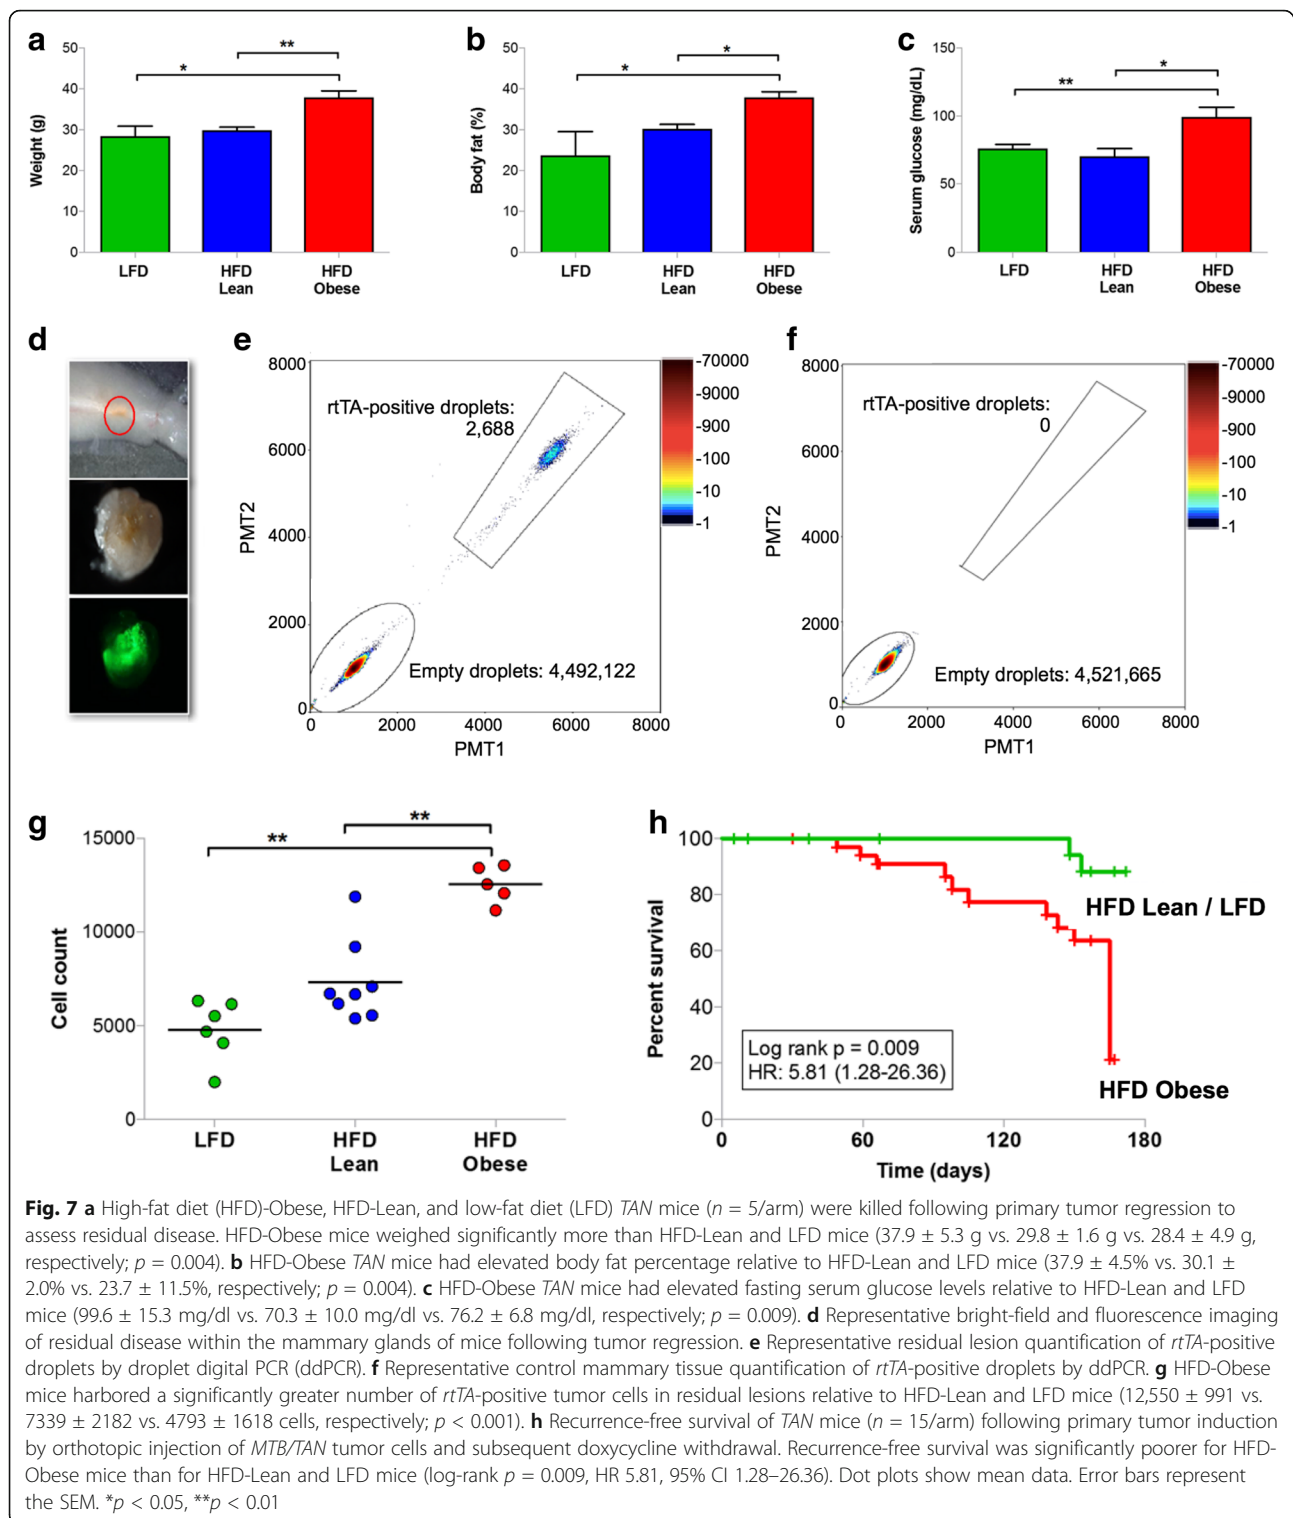 a
50
40
30
20
10
0
Weight (g)
*
**
LFD
HFD
Lean
HFD
Obese
b
50
40
30
20
10
0
Body fat (%)
*
*
LFD
HFD
Lean
HFD
Obese
c
150
100
50
0
Serum glucose (mg/dL)
**
*
LFD
HFD
Lean
HFD
Obese
d
e
8000
6000
4000
2000
0
PMT2
rtTA-positive droplets:
2,688
Empty droplets: 4,492,122
0 2000 4000 6000 8000
PMT1
-70000
-9000
-900
-100
-10
-1
f
8000
6000
4000
2000
0
PMT2
rtTA-positive droplets:
0
Empty droplets: 4,521,665
0 2000 4000 6000 8000
PMT1
-70000
-9000
-900
-100
-10
-1
g
15000
10000
5000
0
Cell count
**
**
LFD
HFD
Lean
HFD
Obese
h
100
80
60
40
20
0
Percent survival
HFD Lean / LFD
Log rank p = 0.009
HR: 5.81 (1.28-26.36)
HFD Obese
0 60 120 180
Time (days)
Fig. 7 a High-fat diet (HFD)-Obese, HFD-Lean, and low-fat diet (LFD) TAN mice (n = 5/arm) were killed following primary tumor regression to
assess residual disease. HFD-Obese mice weighed significantly more than HFD-Lean and LFD mice (37.9 ± 5.3 g vs. 29.8 ± 1.6 g vs. 28.4 ± 4.9 g,
respectively; p = 0.004). b HFD-Obese TAN mice had elevated body fat percentage relative to HFD-Lean and LFD mice (37.9 ± 4.5% vs. 30.1 ±
2.0% vs. 23.7 ± 11.5%, respectively; p = 0.004). c HFD-Obese TAN mice had elevated fasting serum glucose levels relative to HFD-Lean and LFD
mice (99.6 ± 15.3 mg/dl vs. 70.3 ± 10.0 mg/dl vs. 76.2 ± 6.8 mg/dl, respectively; p = 0.009). d Representative bright-field and fluorescence imaging
of residual disease within the mammary glands of mice following tumor regression. e Representative residual lesion quantification of rtTA-positive
droplets by droplet digital PCR (ddPCR). f Representative control mammary tissue quantification of rtTA-positive droplets by ddPCR. g HFD-Obese
mice harbored a significantly greater number of rtTA-positive tumor cells in residual lesions relative to HFD-Lean and LFD mice (12,550 ± 991 vs.
7339 ± 2182 vs. 4793 ± 1618 cells, respectively; p < 0.001). h Recurrence-free survival of TAN mice (n = 15/arm) following primary tumor induction
by orthotopic injection of MTB/TAN tumor cells and subsequent doxycycline withdrawal. Recurrence-free survival was significantly poorer for HFD-
Obese mice than for HFD-Lean and LFD mice (log-rank p = 0.009, HR 5.81, 95% CI 1.28–26.36). Dot plots show mean data. Error bars represent
the SEM. *p < 0.05, **p < 0.01